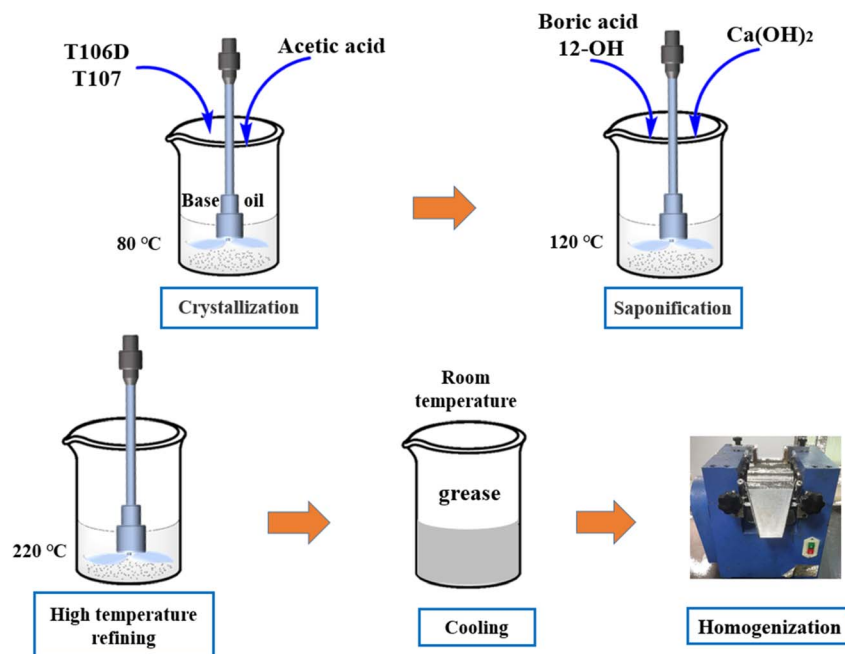 T106D
T107
Acetic acid
Base oil
80 ℃
Crystallization
Boric acid
12-OH
Ca(OH)₂
120 ℃
Saponification
220 ℃
High temperature
refining
Room
temperature
grease
Cooling
Homogenization